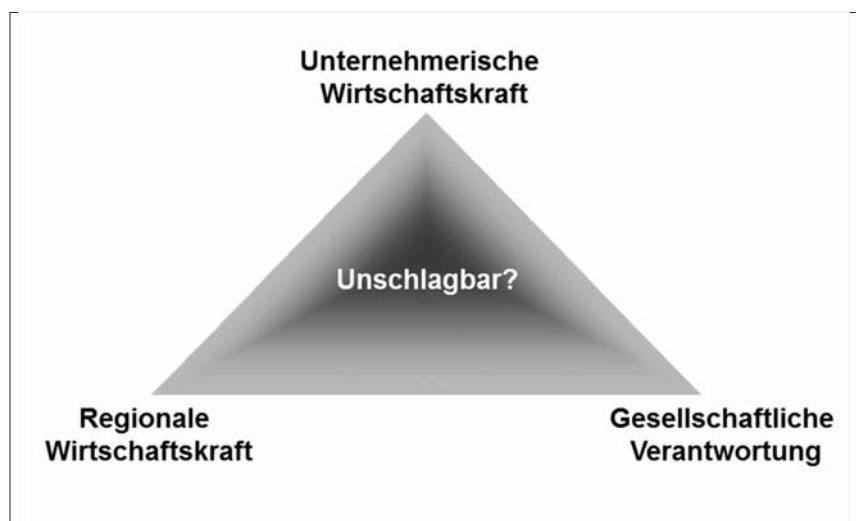 Unternehmerische
Wirtschaftskraft
Unschlagbar?
Regionale
Wirtschaftskraft
Gesellschaftliche
Verantwortung